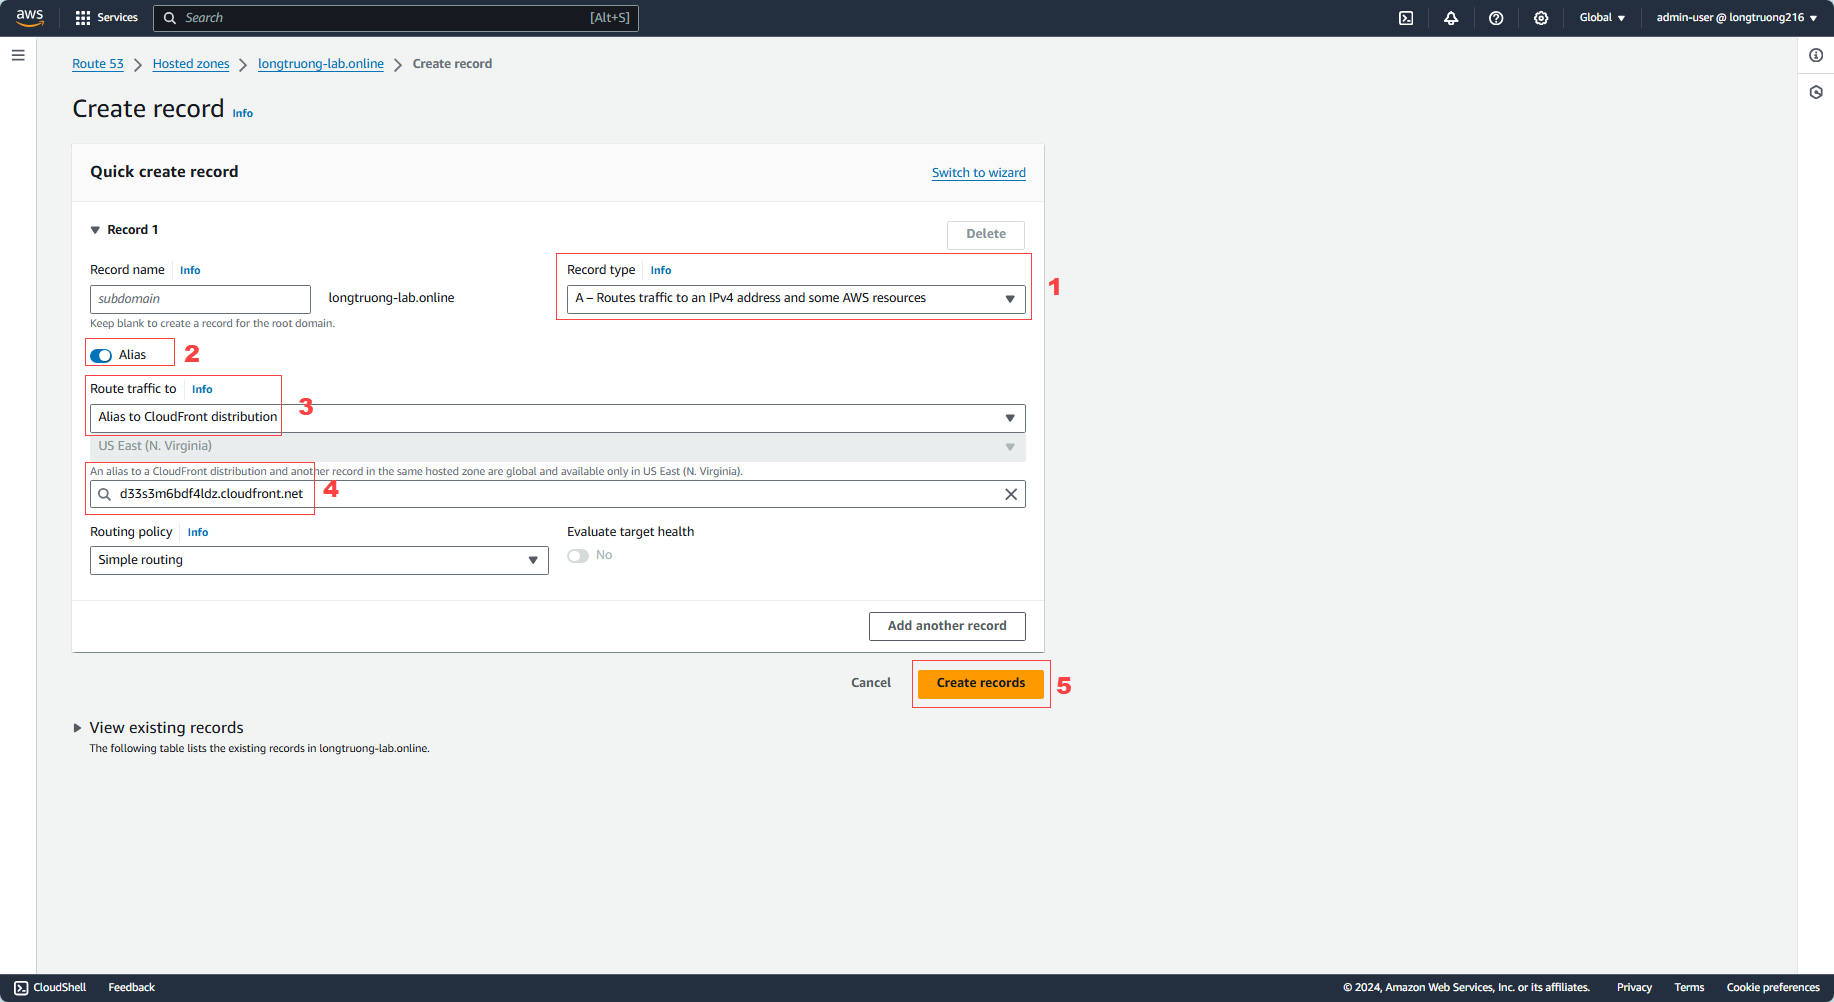 aws Services Search [Alt+S] Global admin-user @ longtruong216
Route 53 Hosted zones longtruong-lab.online Create record
Create record Info
Quick create record Switch to wizard
Record 1 Delete
Record name Info Record type Info
subdomain longtruong-lab.online A – Routes traffic to an IPv4 address and some AWS resources 1
Keep blank to create a record for the root domain.
Alias 2
Route traffic to Info
Alias to CloudFront distribution 3
US East (N. Virginia)
An alias to a CloudFront distribution and another record in the same hosted zone are global and available only in US East (N. Virginia).
d33s3m6bdf4ldz.cloudfront.net 4
Routing policy Info Evaluate target health
Simple routing No
Add another record
Cancel Create records 5
View existing records
The following table lists the existing records in longtruong-lab.online.
CloudShell Feedback © 2024, Amazon Web Services, Inc. or its affiliates. Privacy Terms Cookie preferences